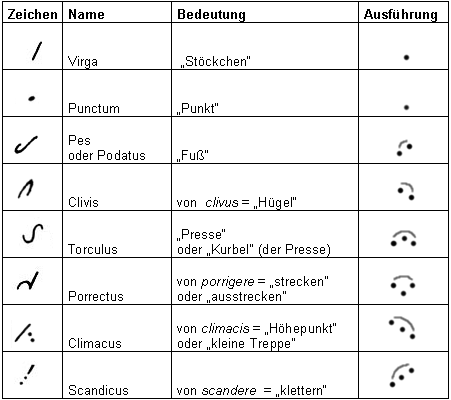 Zeichen Name Bedeutung Ausführung
Virga „Stöckchen“
Punctum „Punkt“
Pes
oder Podatus „Fuß“
Clivis von clivus = „Hügel“
„Presse“
Torculus oder „Kurbel“ (der Presse)
von porrigere = „strecken“
Porrectus oder „ausstrecken“
von climacis = „Höhepunkt“
Climacus oder „kleine Treppe“
Scandicus von scandere = „klettern“